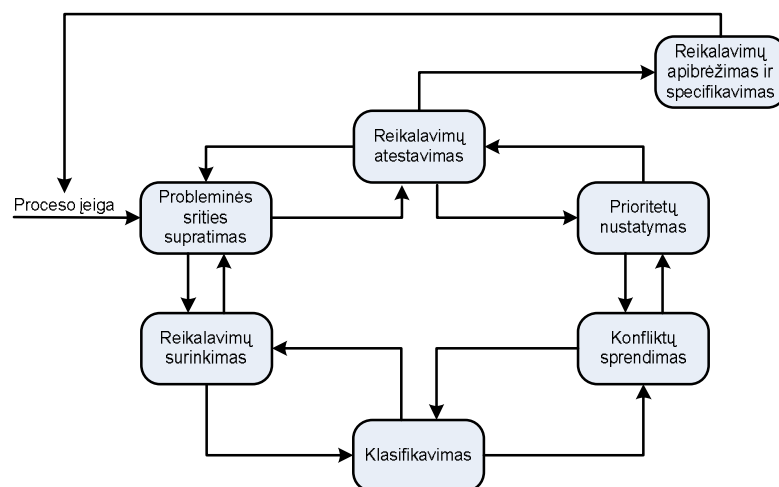 Reikalavimų
apibrėžimas ir
specifikavimas
Reikalavimų
atestavimas
Proceso įeiga
Probleminės
srities
supratimas
Prioritetų
nustatymas
Reikalavimų
surinkimas
Konfliktų
sprendimas
Klasifikavimas